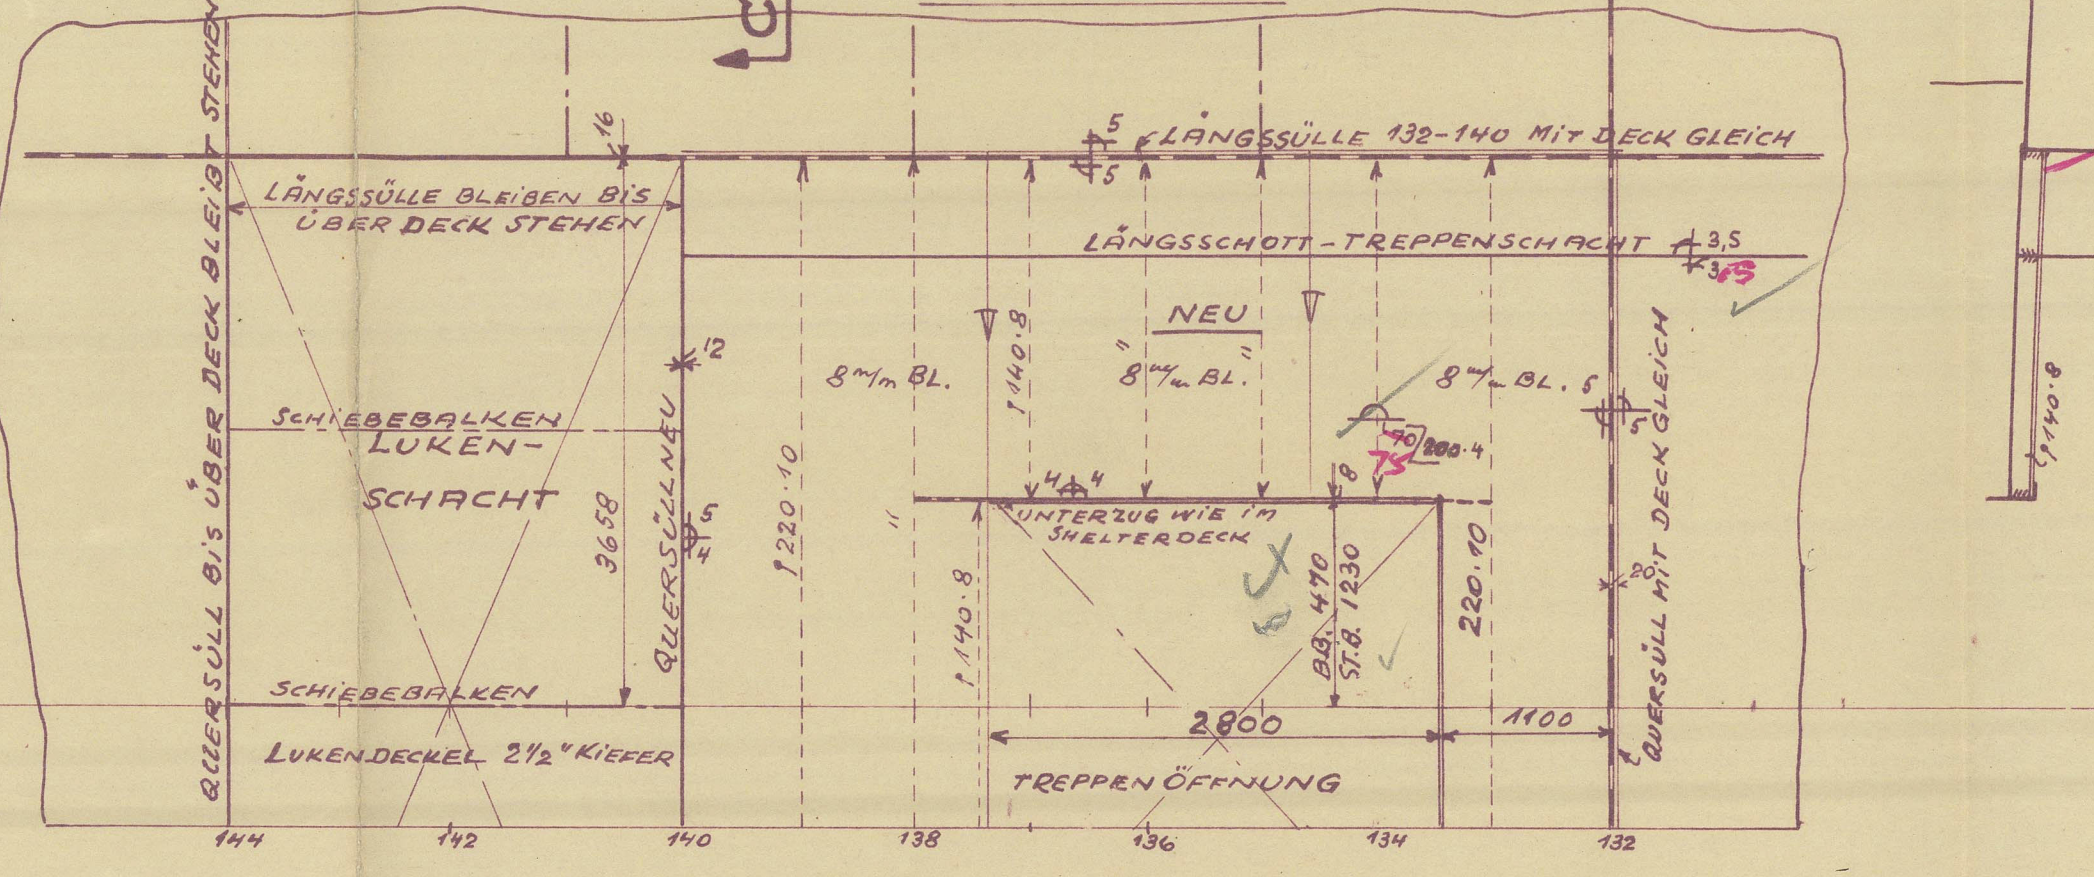 C
16
5
LÄNGSSÜLLE 132-140 MIT DECK GLEICH
5
QUERSÜLL BIS ÜBER DECK BLEIBT STEHEN
LÄNGSSÜLLE BLEIBEN BIS
ÜBER DECK STEHEN
LÄNGSSCHOTT-TREPPENSCHACHT
3,5
3,5
NEU
140·8
12
8 m/m BL.
" 8 m/m BL. "
8 m/m BL.
5
5
140·8
SCHIEBEBALKEN
LUKEN-
SCHACHT
QUERSÜLL NEU
3658
220·10
70
75
200·4
4 4
8
"
UNTERZUG WIE IM
SHELTERDECK
5
4
140·8
BB. 470
ST.B. 1230
220·10
20
QUERSÜLL MIT DECK GLEICH
SCHIEBEBALKEN
2800
1100
LUKENDECKEL 2 1/2" KIEFER
TREPPENÖFFNUNG
144
142
140
138
136
134
132